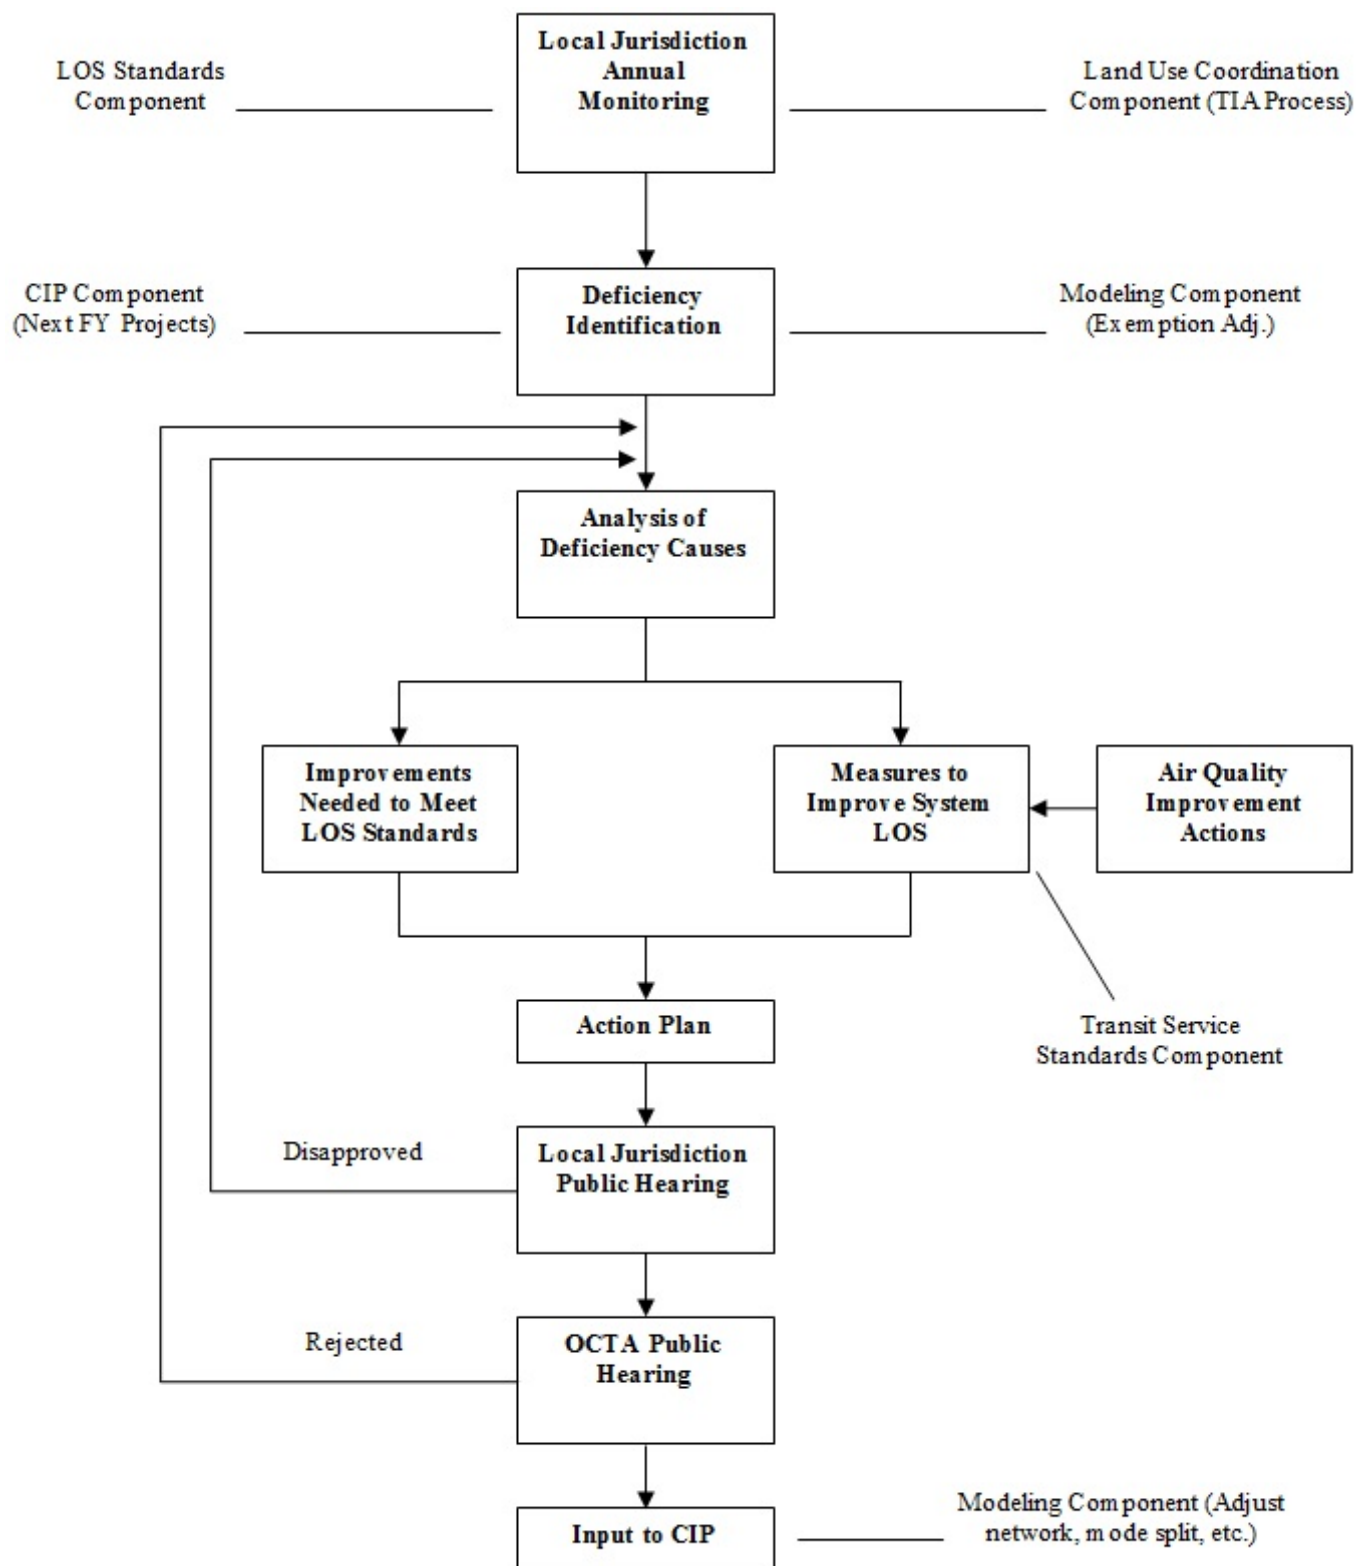 Local Jurisdiction
Annual
Monitoring
LOS Standards
Component
Land Use Coordination
Component (TIA Process)
CIP Component
(Next FY Projects)
Deficiency
Identification
Modeling Component
(Exemption Adj.)
Analysis of
Deficiency Causes
Improvements
Needed to Meet
LOS Standards
Measures to
Improve System
LOS
Air Quality
Improvement
Actions
Action Plan
Transit Service
Standards Component
Disapproved
Local Jurisdiction
Public Hearing
Rejected
OCTA Public
Hearing
Input to CIP
Modeling Component (Adjust
network, mode split, etc.)